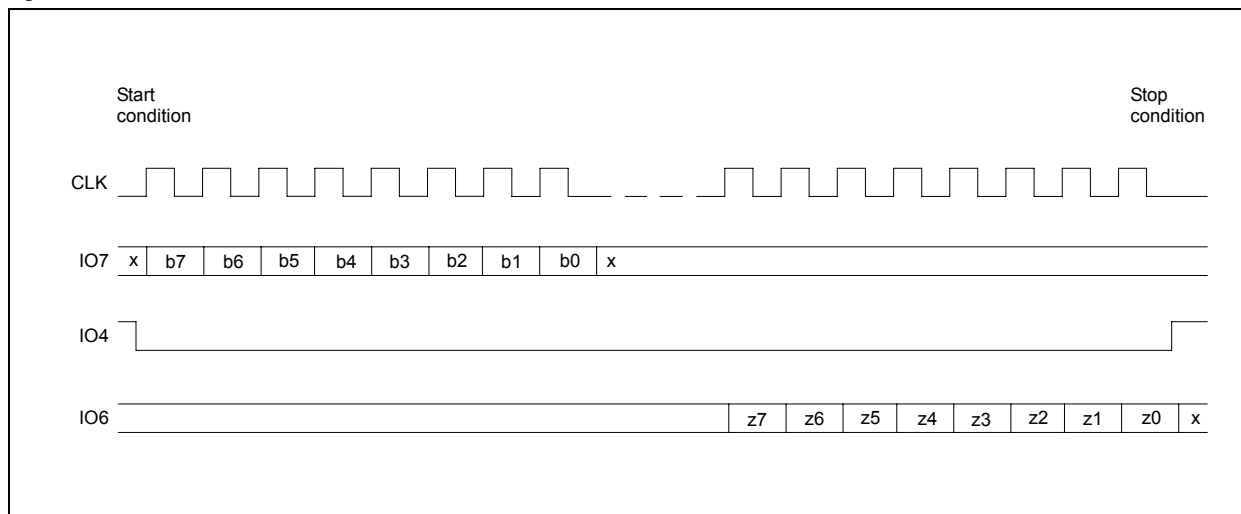 Start
condition
Stop
condition
CLK
IO7 x b7 b6 b5 b4 b3 b2 b1 b0 x
IO4
IO6 z7 z6 z5 z4 z3 z2 z1 z0 x